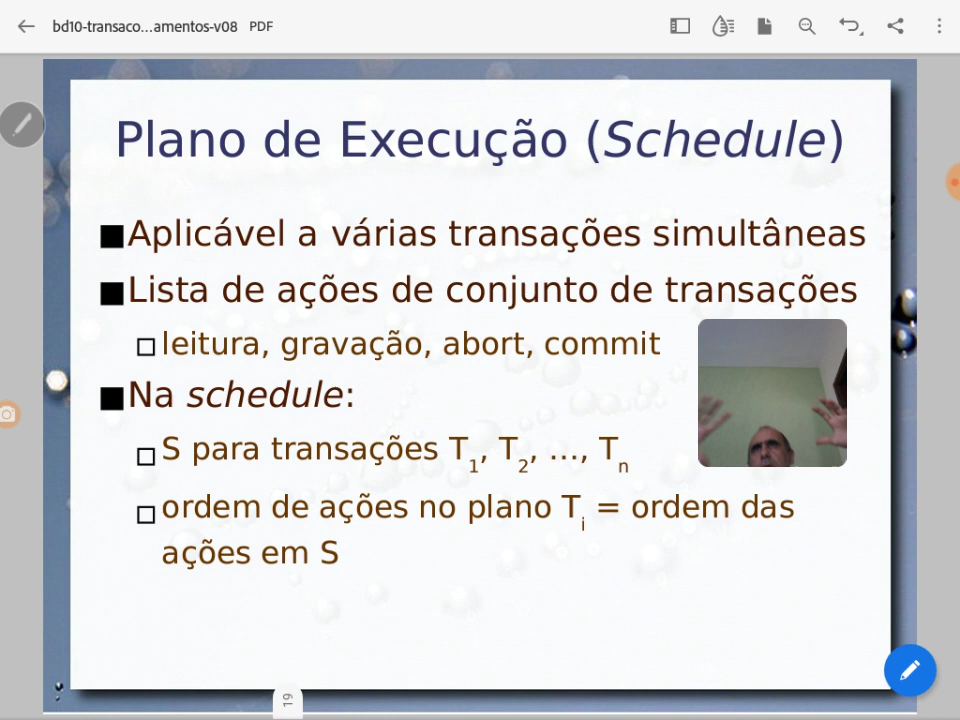 bd10-transaco...amentos-v08 PDF
Plano de Execução (Schedule)
Aplicável a várias transações simultâneas
Lista de ações de conjunto de transações
leitura, gravação, abort, commit
Na schedule:
S para transações T1, T2, ..., Tn
ordem de ações no plano Ti = ordem das
ações em S
19